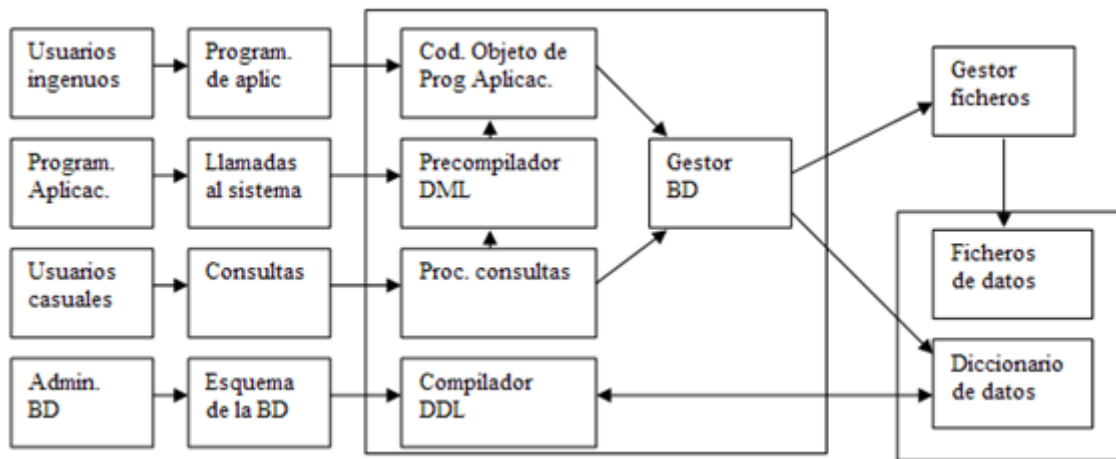 Usuarios
ingenuos
Program.
de aplic
Cod. Objeto de
Prog Aplicac.
Gestor
ficheros
Program.
Aplicac.
Llamadas
al sistema
Precompilador
DML
Gestor
BD
Usuarios
casuales
Consultas
Proc. consultas
Ficheros
de datos
Admin.
BD
Esquema
de la BD
Compilador
DDL
Diccionario
de datos